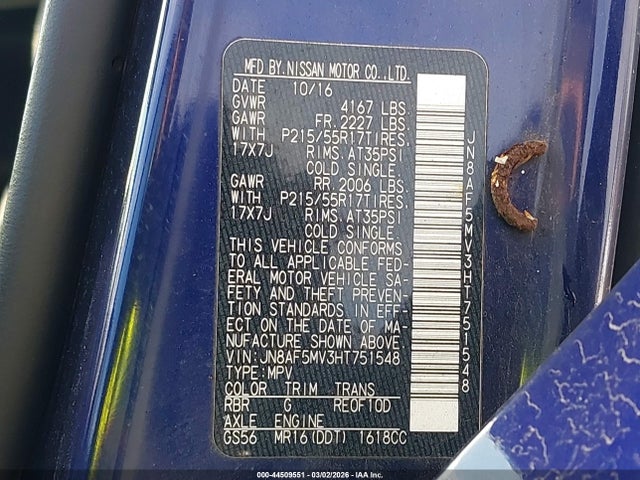 MFD BY. NISSAN MOTOR CO., LTD.
DATE 10/16
GVWR 4167 LBS.
GAWR FR. 2227 LBS.
WITH P215/55R17TIRES.
17X7J RIMS. AT35PSI
COLD SINGLE.
GAWR RR. 2006 LBS.
WITH P215/55R17TIRES.
17X7J RIMS. AT35PSI
COLD SINGLE.
THIS VEHICLE CONFORMS
TO ALL APPLICABLE FED-
ERAL MOTOR VEHICLE SA-
FETY AND THEFT PREVEN-
TION STANDARDS IN EFF-
ECT ON THE DATE OF MA-
NUFACTURE SHOWN ABOVE.
VIN: JN8AF5MV3HT751548
TYPE: MPV
COLOR TRIM TRANS
RBR G RE0F10D
AXLE ENGINE
GS56 MR16 (DDT) 1618CC
JN8AF5MV3HT751548
000-44509551 - 03/02/2026 - IAAI.COM